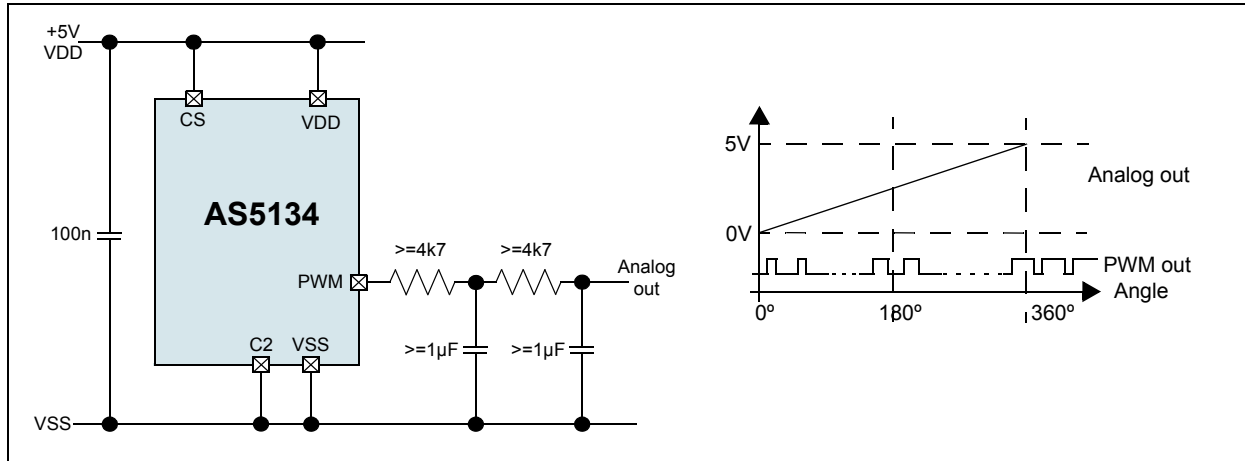 +5V
VDD
CS
VDD
AS5134
100n
>=4k7
>=4k7
PWM
Analog
out
C2
VSS
>=1µF
>=1µF
VSS
5V
Analog out
0V
PWM out
Angle
0º
180º
360º